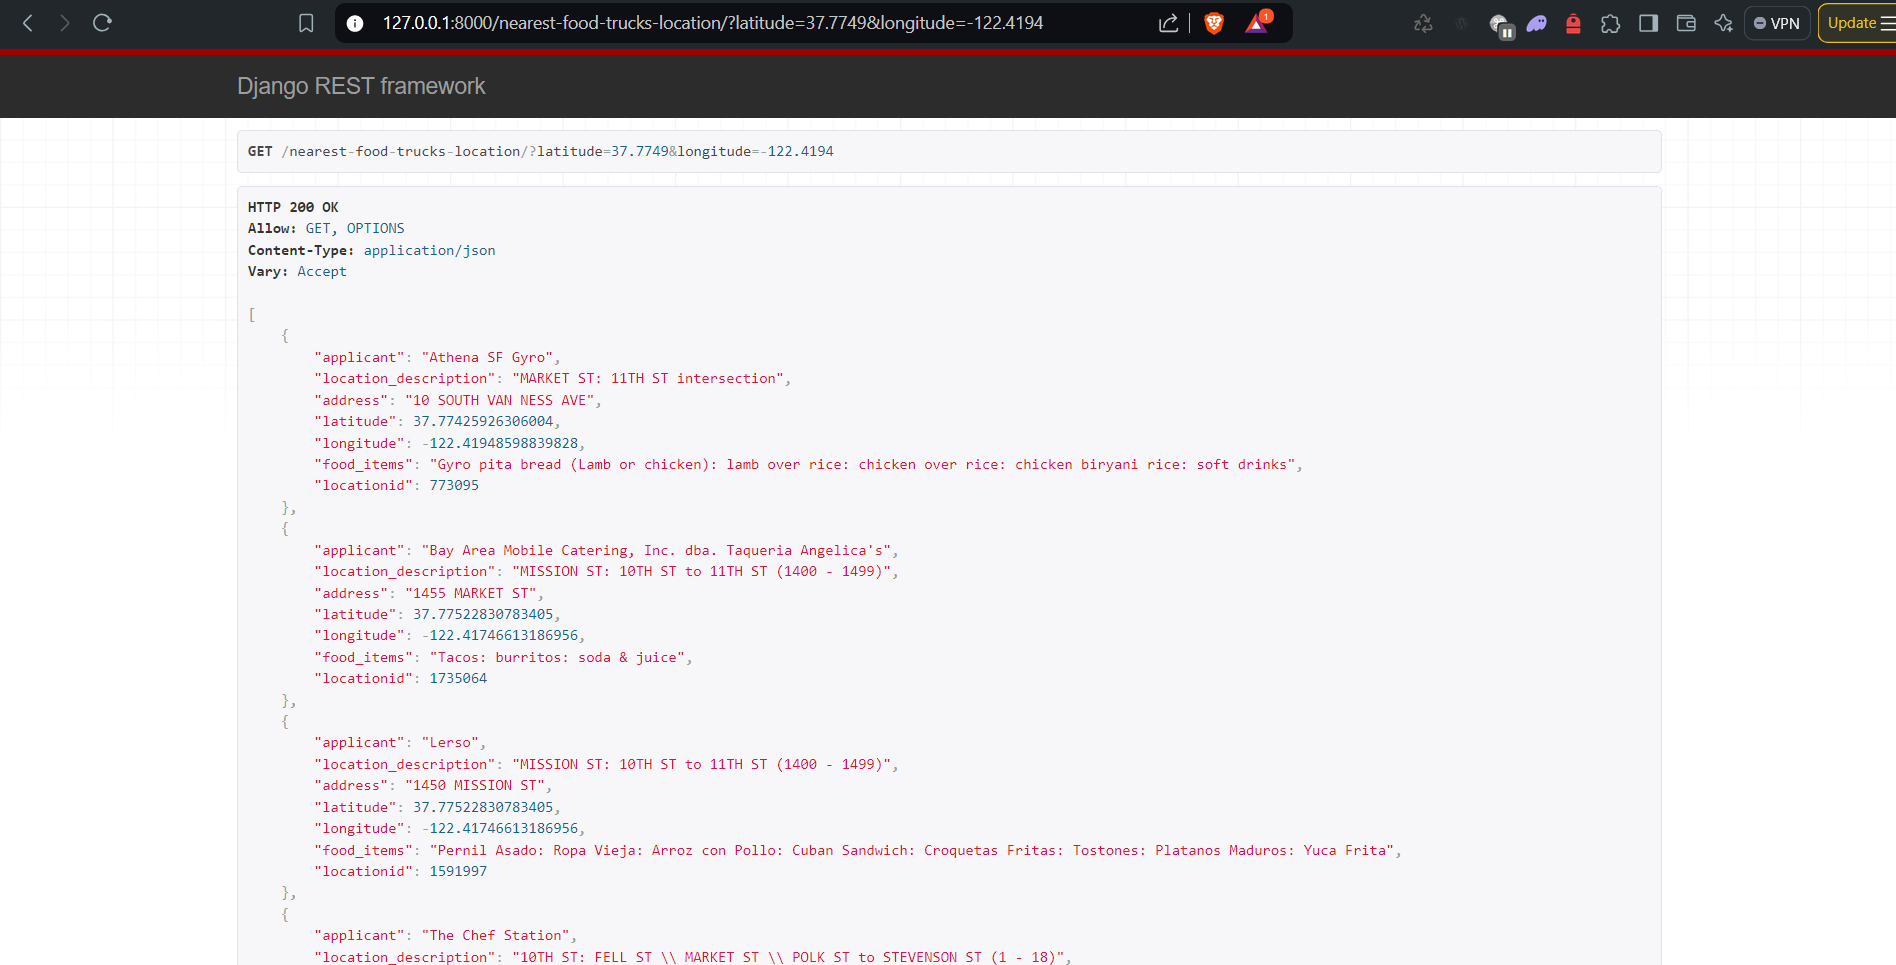 127.0.0.1:8000/nearest-food-trucks-location/?latitude=37.7749&longitude=-122.4194
1
VPN
Update
Django REST framework
GET /nearest-food-trucks-location/?latitude=37.7749&longitude=-122.4194
HTTP 200 OK
Allow: GET, OPTIONS
Content-Type: application/json
Vary: Accept
[
    {
        "applicant": "Athena SF Gyro",
        "location_description": "MARKET ST: 11TH ST intersection",
        "address": "10 SOUTH VAN NESS AVE",
        "latitude": 37.77425926306004,
        "longitude": -122.41948598839828,
        "food_items": "Gyro pita bread (Lamb or chicken): lamb over rice: chicken over rice: chicken biryani rice: soft drinks",
        "locationid": 773095
    },
    {
        "applicant": "Bay Area Mobile Catering, Inc. dba. Taqueria Angelica's",
        "location_description": "MISSION ST: 10TH ST to 11TH ST (1400 - 1499)",
        "address": "1455 MARKET ST",
        "latitude": 37.77522830783405,
        "longitude": -122.41746613186956,
        "food_items": "Tacos: burritos: soda & juice",
        "locationid": 1735064
    },
    {
        "applicant": "Lerso",
        "location_description": "MISSION ST: 10TH ST to 11TH ST (1400 - 1499)",
        "address": "1450 MISSION ST",
        "latitude": 37.77522830783405,
        "longitude": -122.41746613186956,
        "food_items": "Pernil Asado: Ropa Vieja: Arroz con Pollo: Cuban Sandwich: Croquetas Fritas: Tostones: Platanos Maduros: Yuca Frita",
        "locationid": 1591997
    },
    {
        "applicant": "The Chef Station",
        "location_description": "10TH ST: FELL ST \\ MARKET ST \\ POLK ST to STEVENSON ST (1 - 18)",